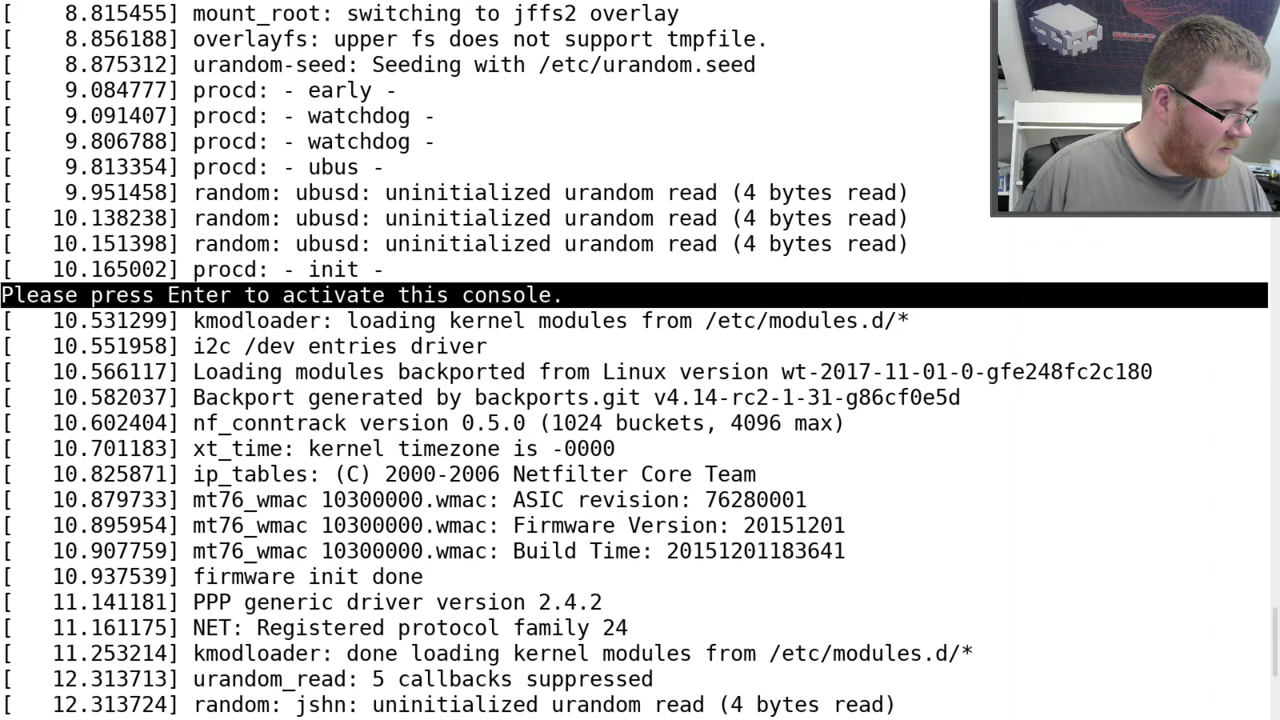 [    8.815455] mount_root: switching to jffs2 overlay
[    8.856188] overlayfs: upper fs does not support tmpfile.
[    8.875312] urandom-seed: Seeding with /etc/urandom.seed
[    9.084777] procd: - early -
[    9.091407] procd: - watchdog -
[    9.806788] procd: - watchdog -
[    9.813354] procd: - ubus -
[    9.951458] random: ubusd: uninitialized urandom read (4 bytes read)
[   10.138238] random: ubusd: uninitialized urandom read (4 bytes read)
[   10.151398] random: ubusd: uninitialized urandom read (4 bytes read)
[   10.165002] procd: - init -
Please press Enter to activate this console.
[   10.531299] kmodloader: loading kernel modules from /etc/modules.d/*
[   10.551958] i2c /dev entries driver
[   10.566117] Loading modules backported from Linux version wt-2017-11-01-0-gfe248fc2c180
[   10.582037] Backport generated by backports.git v4.14-rc2-1-31-g86cf0e5d
[   10.602404] nf_conntrack version 0.5.0 (1024 buckets, 4096 max)
[   10.701183] xt_time: kernel timezone is -0000
[   10.825871] ip_tables: (C) 2000-2006 Netfilter Core Team
[   10.879733] mt76_wmac 10300000.wmac: ASIC revision: 76280001
[   10.895954] mt76_wmac 10300000.wmac: Firmware Version: 20151201
[   10.907759] mt76_wmac 10300000.wmac: Build Time: 20151201183641
[   10.937539] firmware init done
[   11.141181] PPP generic driver version 2.4.2
[   11.161175] NET: Registered protocol family 24
[   11.253214] kmodloader: done loading kernel modules from /etc/modules.d/*
[   12.313713] urandom_read: 5 callbacks suppressed
[   12.313724] random: jshn: uninitialized urandom read (4 bytes read)